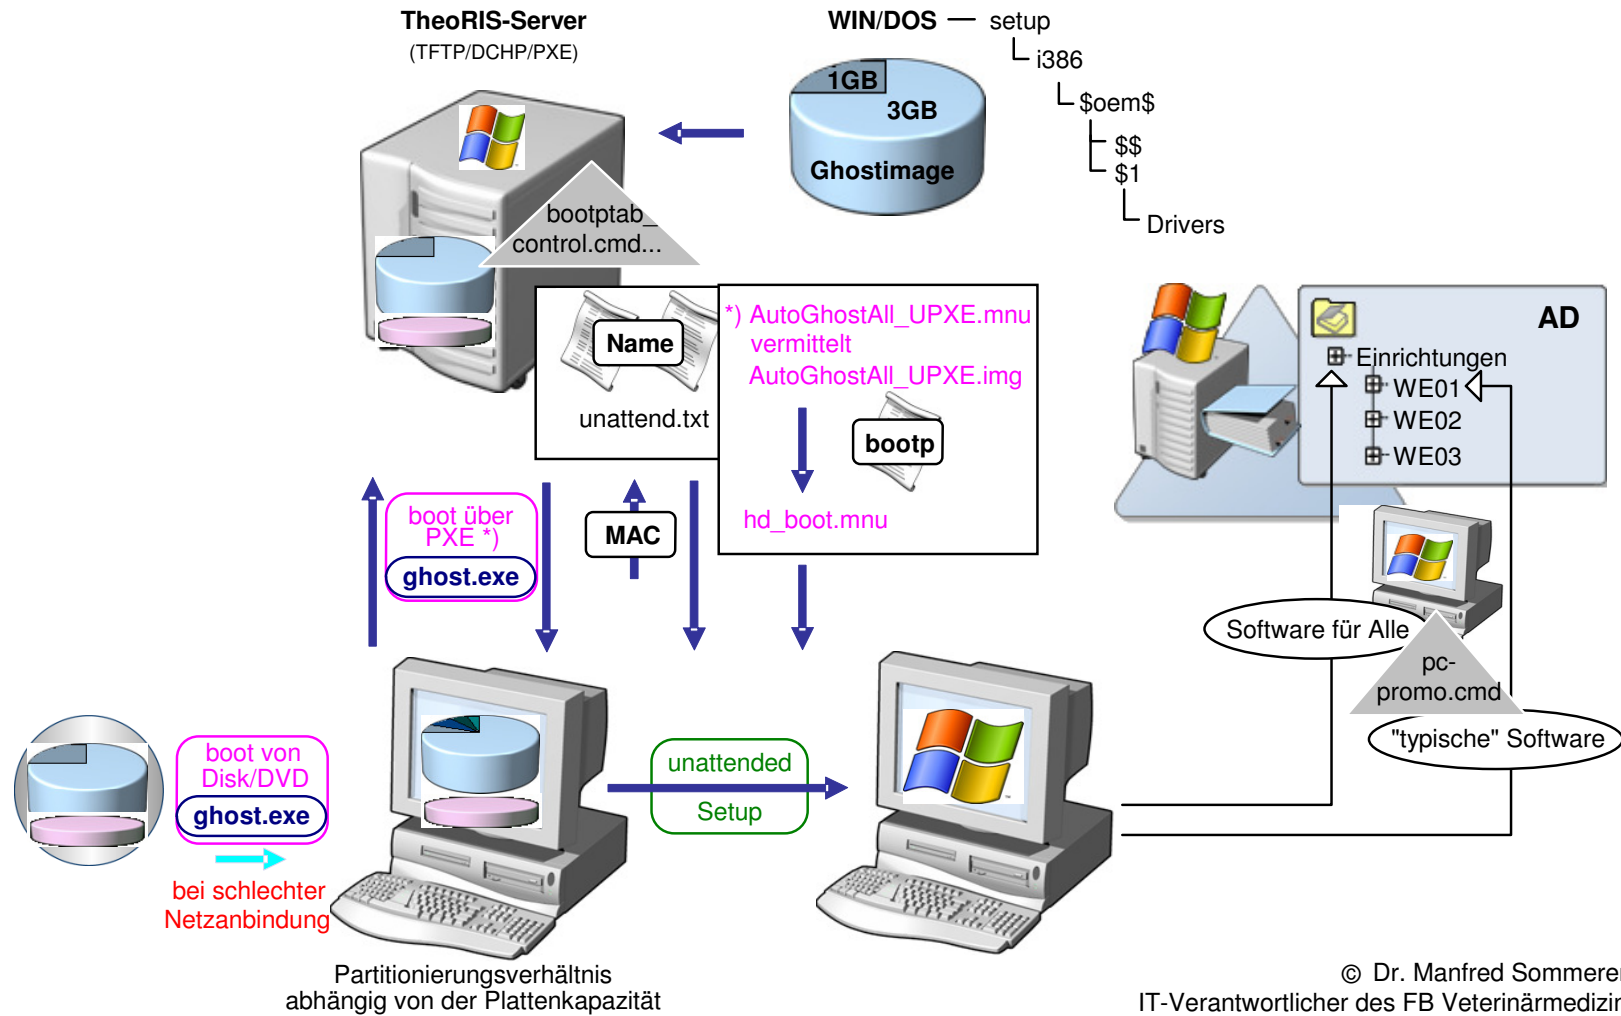 TheoRIS-Server
(TFTP/DCHP/PXE)
WIN/DOS — setup
i386
$oem$
$$
$1
Drivers
1GB
3GB
Ghostimage
bootptab_
control.cmd...
Name
unattend.txt
*) AutoGhostAll_UPXE.mnu
vermittelt
AutoGhostAll_UPXE.img
bootp
hd_boot.mnu
AD
Einrichtungen
WE01
WE02
WE03
boot über
PXE *)
ghost.exe
MAC
Software für Alle
pc-
promo.cmd
"typische" Software
boot von
Disk/DVD
ghost.exe
bei schlechter
Netzanbindung
unattended
Setup
Partitionierungsverhältnis
abhängig von der Plattenkapazität
© Dr. Manfred Sommerer
IT-Verantwortlicher des FB Veterinärmedizin